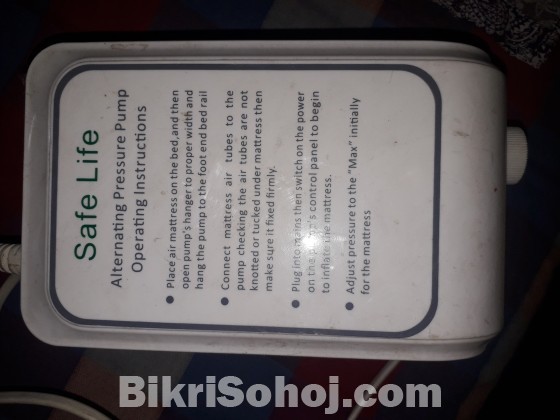 Safe Life
Alternating Pressure Pump
Operating Instructions
● Place air mattress on the bed,and then
open pump's hanger to proper width and
hang the pump to the foot end bed rail
● Connect mattress air tubes to the
pump checking the air tubes are not
knotted or tucked under mattress then
make sure it fixed firmly.
● Plug into mains then switch on the power
on the pump's control panel to begin
to inflate the mattress.
● Adjust pressure to the "Max" initially
for the mattress
BikriSohoj.com